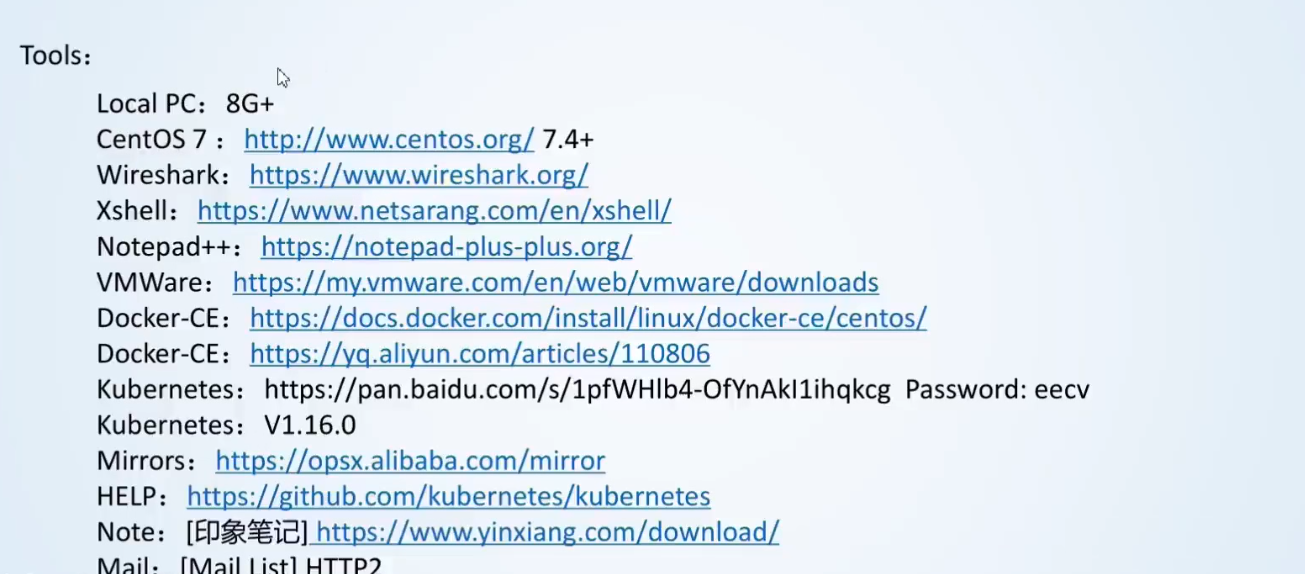 Tools：
Local PC： 8G+
CentOS 7 ： http://www.centos.org/ 7.4+
Wireshark： https://www.wireshark.org/
Xshell： https://www.netsarang.com/en/xshell/
Notepad++： https://notepad-plus-plus.org/
VMWare： https://my.vmware.com/en/web/vmware/downloads
Docker-CE： https://docs.docker.com/install/linux/docker-ce/centos/
Docker-CE： https://yq.aliyun.com/articles/110806
Kubernetes： https://pan.baidu.com/s/1pfWHlb4-OfYnAkI1ihqkcg Password: eecv
Kubernetes： V1.16.0
Mirrors： https://opsx.alibaba.com/mirror
HELP： https://github.com/kubernetes/kubernetes
Note： [印象笔记] https://www.yinxiang.com/download/
Mail： [Mail List] HTTP2